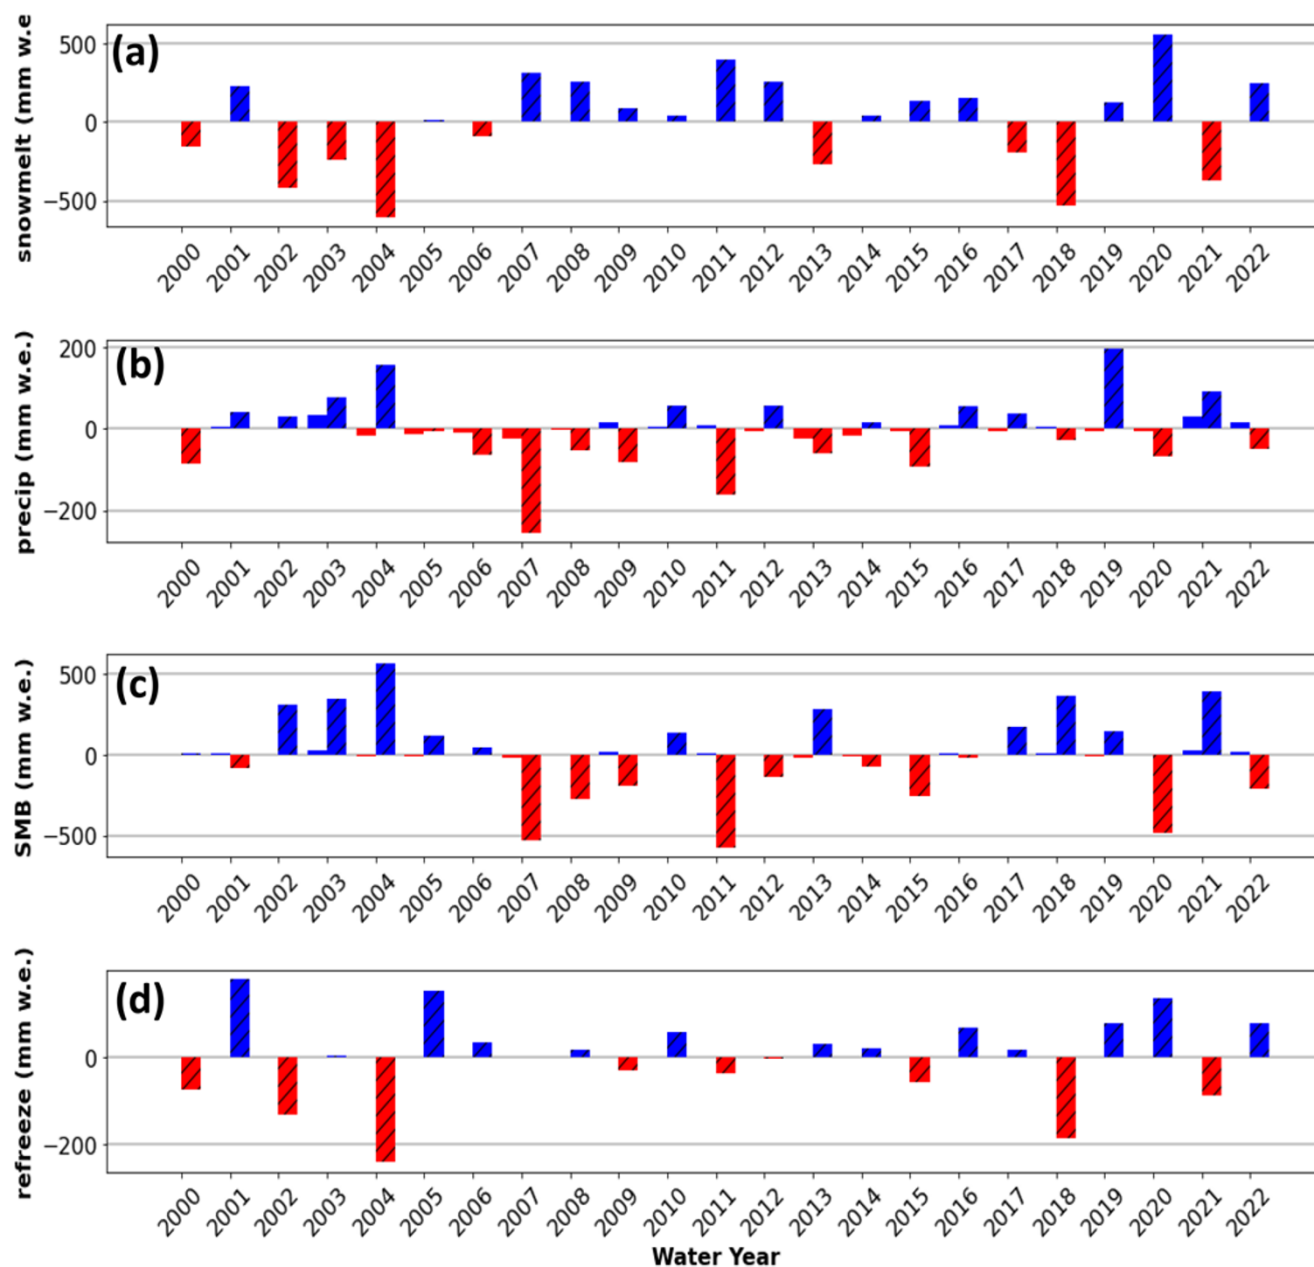 (a)
snowmelt (mm w.e
500
0
−500
2000 2001 2002 2003 2004 2005 2006 2007 2008 2009 2010 2011 2012 2013 2014 2015 2016 2017 2018 2019 2020 2021 2022
(b)
precip (mm w.e.)
200
0
−200
2000 2001 2002 2003 2004 2005 2006 2007 2008 2009 2010 2011 2012 2013 2014 2015 2016 2017 2018 2019 2020 2021 2022
(c)
SMB (mm w.e.)
500
0
−500
2000 2001 2002 2003 2004 2005 2006 2007 2008 2009 2010 2011 2012 2013 2014 2015 2016 2017 2018 2019 2020 2021 2022
(d)
refreeze (mm w.e.)
0
−200
2000 2001 2002 2003 2004 2005 2006 2007 2008 2009 2010 2011 2012 2013 2014 2015 2016 2017 2018 2019 2020 2021 2022
Water Year